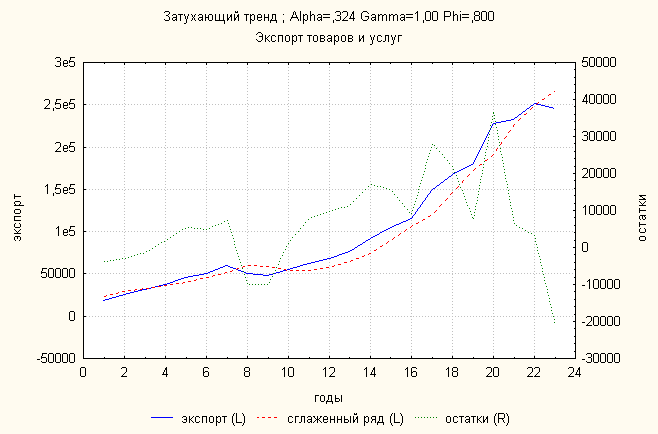 Затухающий тренд ; Alpha=,324 Gamma=1,00 Phi=,800
Экспорт товаров и услуг
3e5
2,5e5
2e5
1,5e5
1e5
50000
0
-50000
экспорт
50000
40000
30000
20000
10000
0
-10000
-20000
-30000
остатки
0 2 4 6 8 10 12 14 16 18 20 22 24
годы
экспорт (L) сглаженный ряд (L) остатки (R)